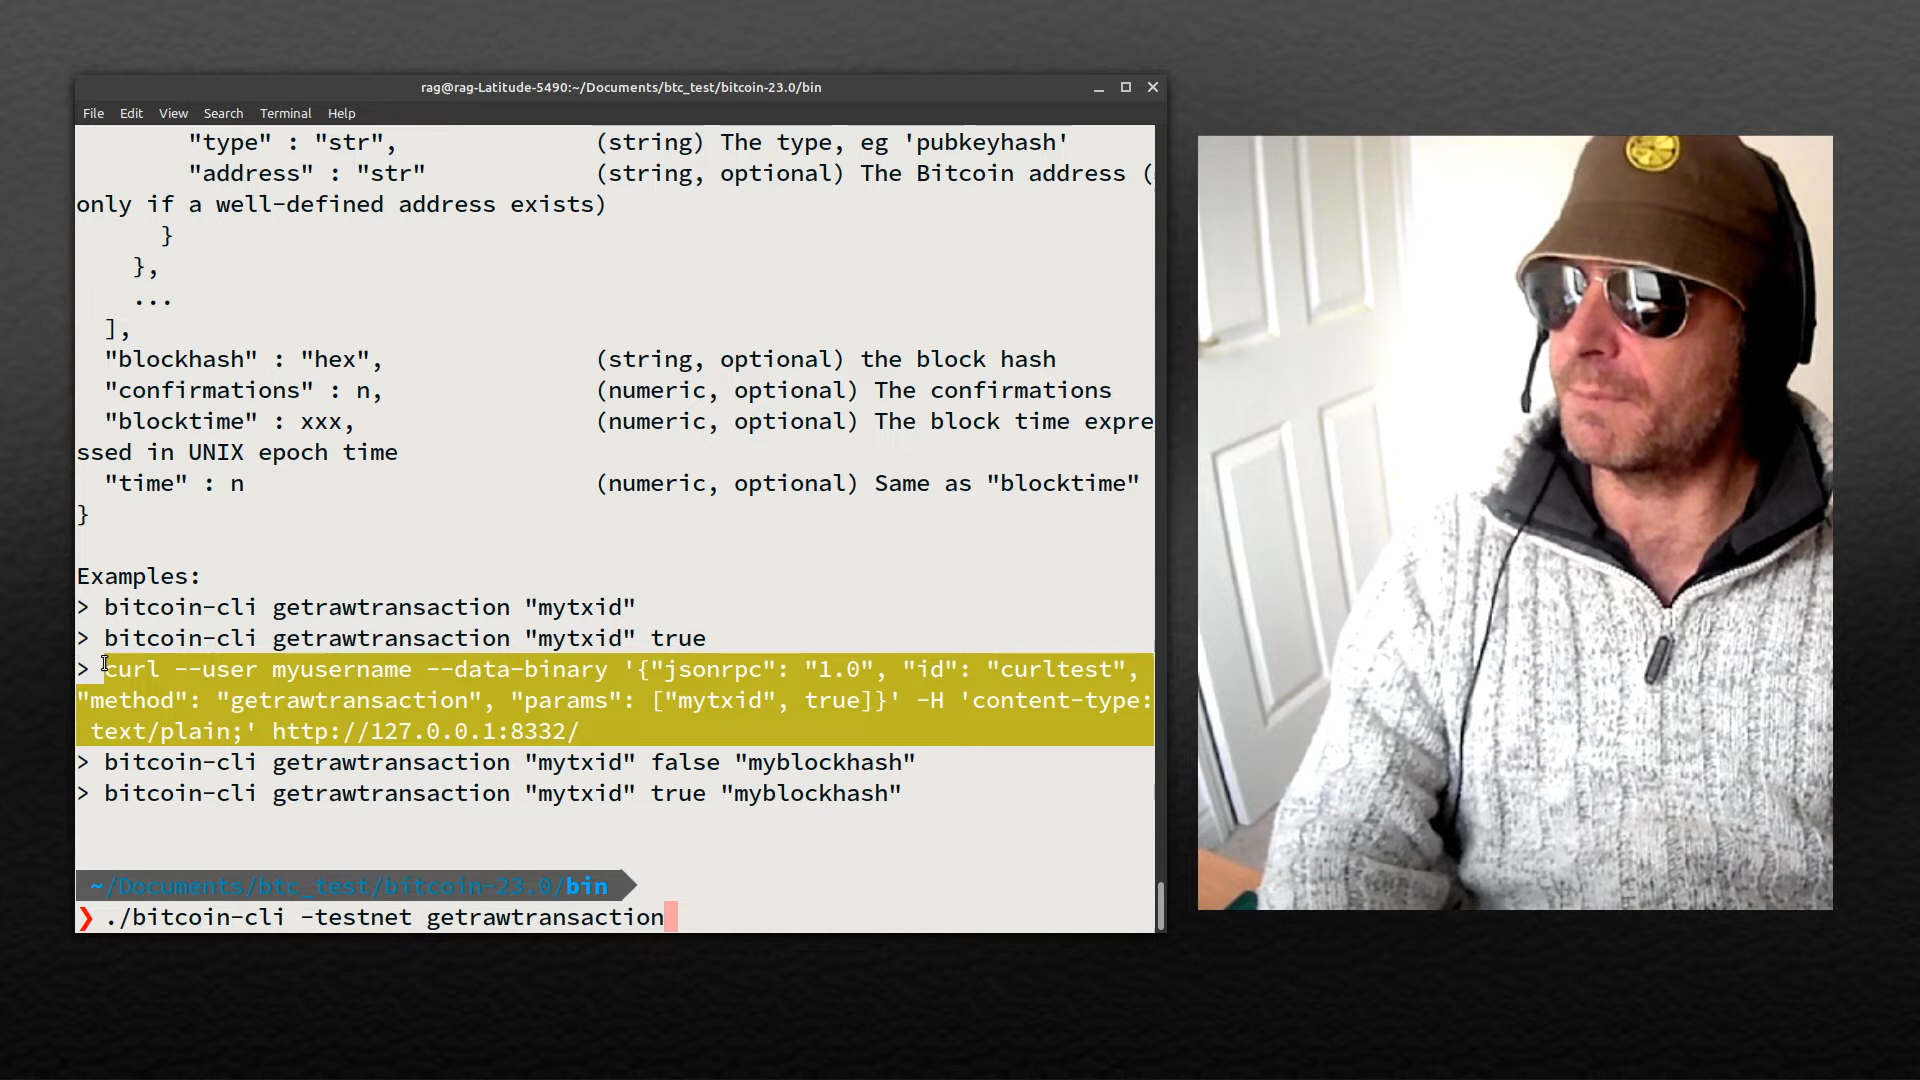 rag@rag-Latitude-5490:~/Documents/btc_test/bitcoin-23.0/bin
File Edit View Search Terminal Help
"type" : "str", (string) The type, eg 'pubkeyhash'
"address" : "str" (string, optional) The Bitcoin address (
only if a well-defined address exists)
}
},
...
],
"blockhash" : "hex", (string, optional) the block hash
"confirmations" : n, (numeric, optional) The confirmations
"blocktime" : xxx, (numeric, optional) The block time expre
ssed in UNIX epoch time
"time" : n (numeric, optional) Same as "blocktime"
}
Examples:
> bitcoin-cli getrawtransaction "mytxid"
> bitcoin-cli getrawtransaction "mytxid" true
> curl --user myusername --data-binary '{"jsonrpc": "1.0", "id": "curltest",
"method": "getrawtransaction", "params": ["mytxid", true]}' -H 'content-type:
text/plain;' http://127.0.0.1:8332/
> bitcoin-cli getrawtransaction "mytxid" false "myblockhash"
> bitcoin-cli getrawtransaction "mytxid" true "myblockhash"
~/Documents/btc_test/bitcoin-23.0/bin
❯ ./bitcoin-cli -testnet getrawtransaction